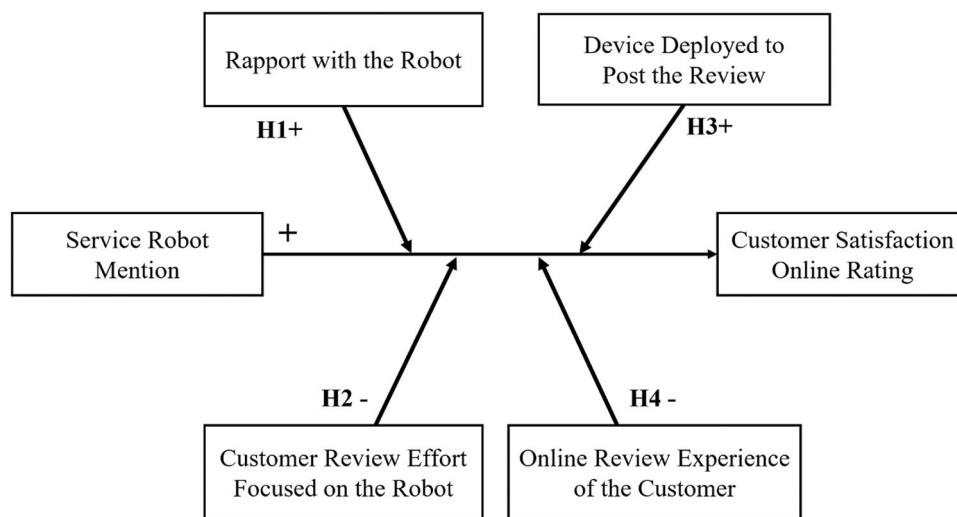 Rapport with the Robot
Device Deployed to
Post the Review
H1+
H3+
Service Robot
Mention
+
Customer Satisfaction
Online Rating
H2 -
H4 -
Customer Review Effort
Focused on the Robot
Online Review Experience
of the Customer